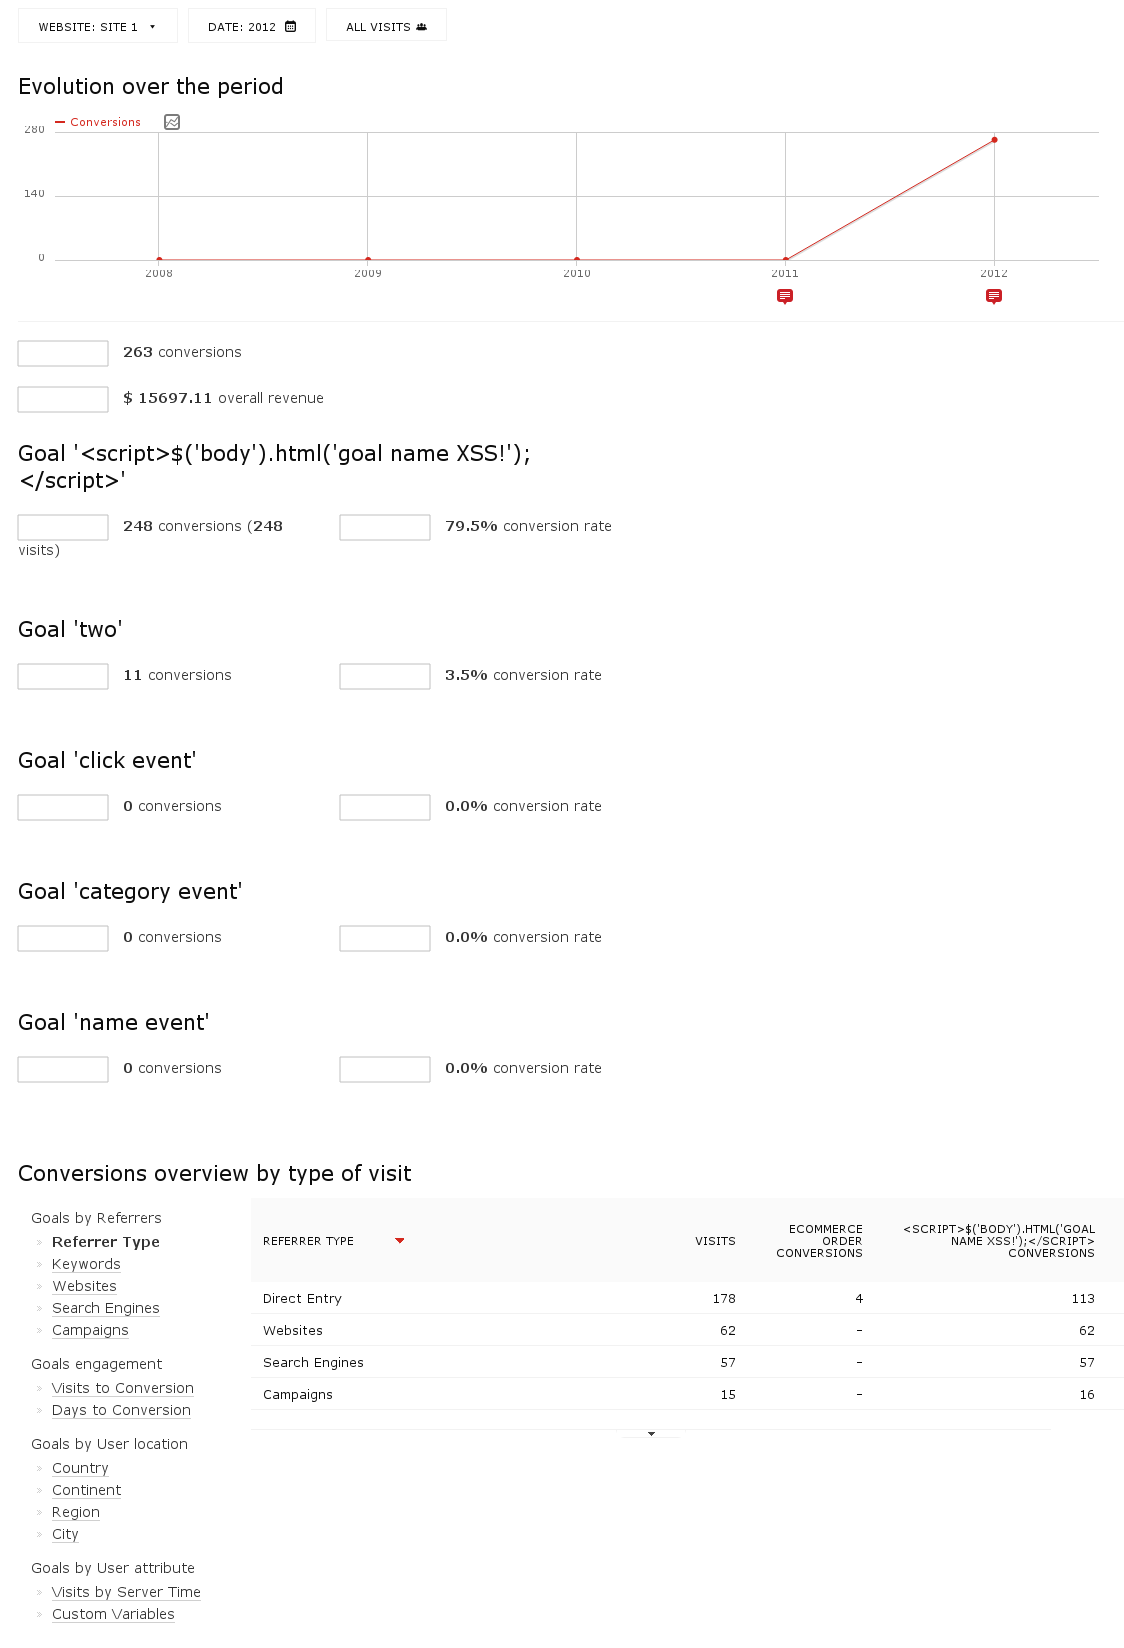 WEBSITE: SITE 1
DATE: 2012
ALL VISITS
Evolution over the period
Conversions
280
140
0
2008
2009
2010
2011
2012
263 conversions
$ 15697.11 overall revenue
Goal '<script>$('body').html('goal name XSS!');
</script>'
248 conversions (248
visits)
79.5% conversion rate
Goal 'two'
11 conversions
3.5% conversion rate
Goal 'click event'
0 conversions
0.0% conversion rate
Goal 'category event'
0 conversions
0.0% conversion rate
Goal 'name event'
0 conversions
0.0% conversion rate
Conversions overview by type of visit
Goals by Referrers
» Referrer Type
» Keywords
» Websites
» Search Engines
» Campaigns
Goals engagement
» Visits to Conversion
» Days to Conversion
Goals by User location
» Country
» Continent
» Region
» City
Goals by User attribute
» Visits by Server Time
» Custom Variables
REFERRER TYPE
VISITS
ECOMMERCE
ORDER
CONVERSIONS
<SCRIPT>$('BODY').HTML('GOAL
NAME XSS!');</SCRIPT>
CONVERSIONS
Direct Entry 178 4 113
Websites 62 – 62
Search Engines 57 – 57
Campaigns 15 – 16